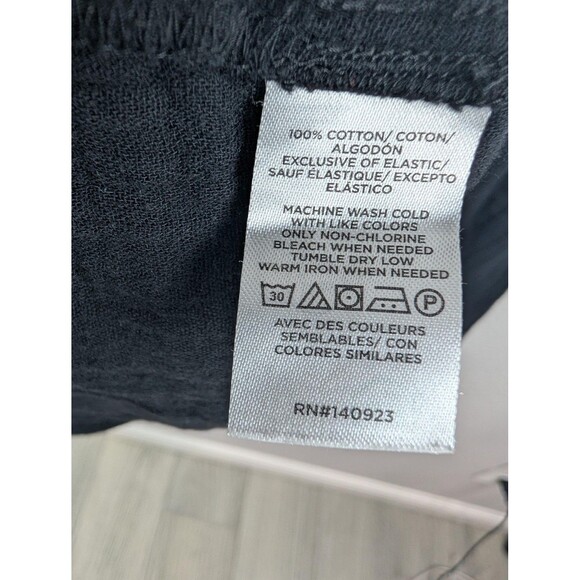 100% COTTON/ COTON/
ALGODÓN
EXCLUSIVE OF ELASTIC/
SAUF ÉLASTIQUE/ EXCEPTO
ELÁSTICO
MACHINE WASH COLD
WITH LIKE COLORS
ONLY NON-CHLORINE
BLEACH WHEN NEEDED
TUMBLE DRY LOW
WARM IRON WHEN NEEDED
30 P
AVEC DES COULEURS
SEMBLABLES/ CON
COLORES SIMILARES
RN#140923